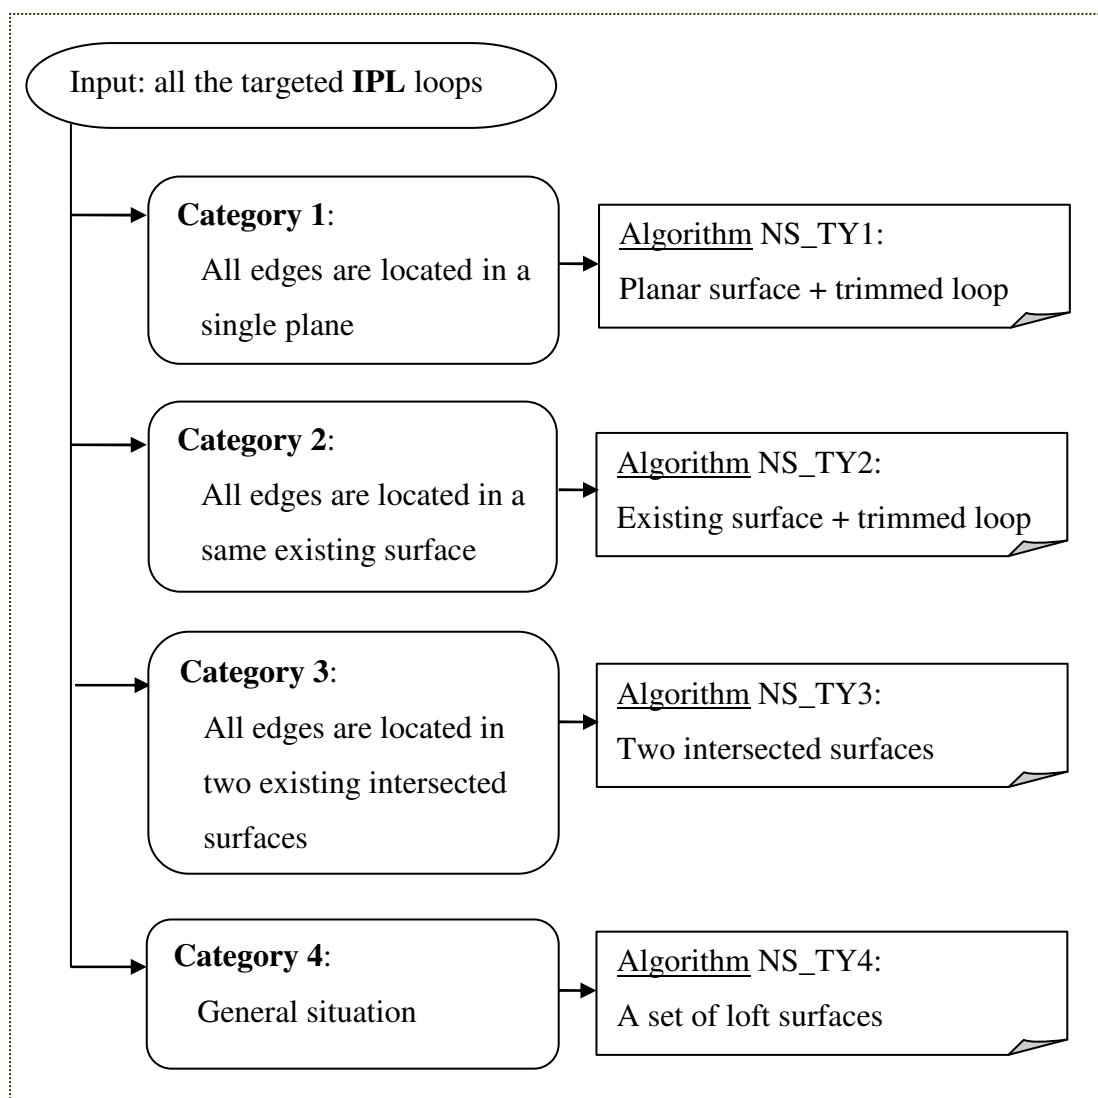 Input: all the targeted IPL loops
Category 1:
All edges are located in a
single plane
Algorithm NS_TY1:
Planar surface + trimmed loop
Category 2:
All edges are located in a
same existing surface
Algorithm NS_TY2:
Existing surface + trimmed loop
Category 3:
All edges are located in
two existing intersected
surfaces
Algorithm NS_TY3:
Two intersected surfaces
Category 4:
General situation
Algorithm NS_TY4:
A set of loft surfaces